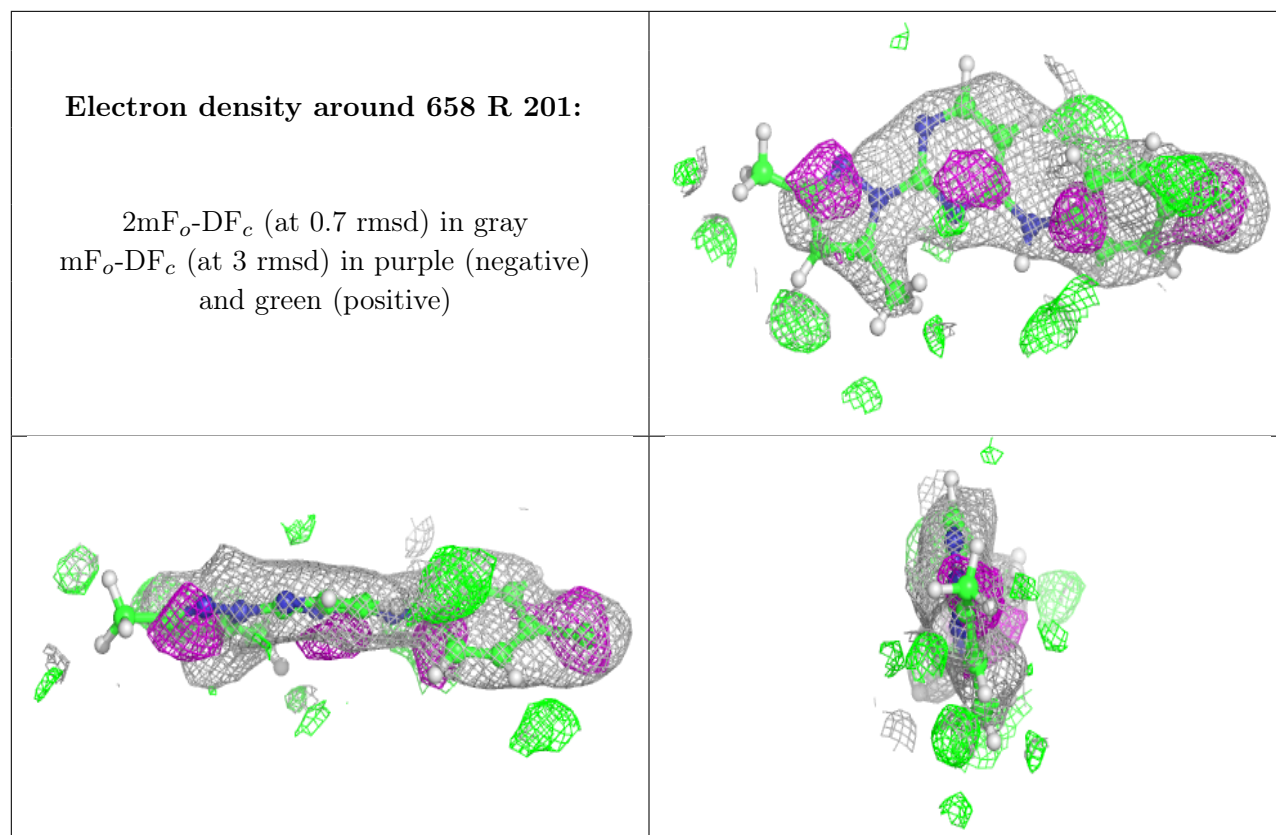 Electron density around 658 R 201:
2mFₒ-DF𝑐 (at 0.7 rmsd) in gray
mFₒ-DF𝑐 (at 3 rmsd) in purple (negative)
and green (positive)